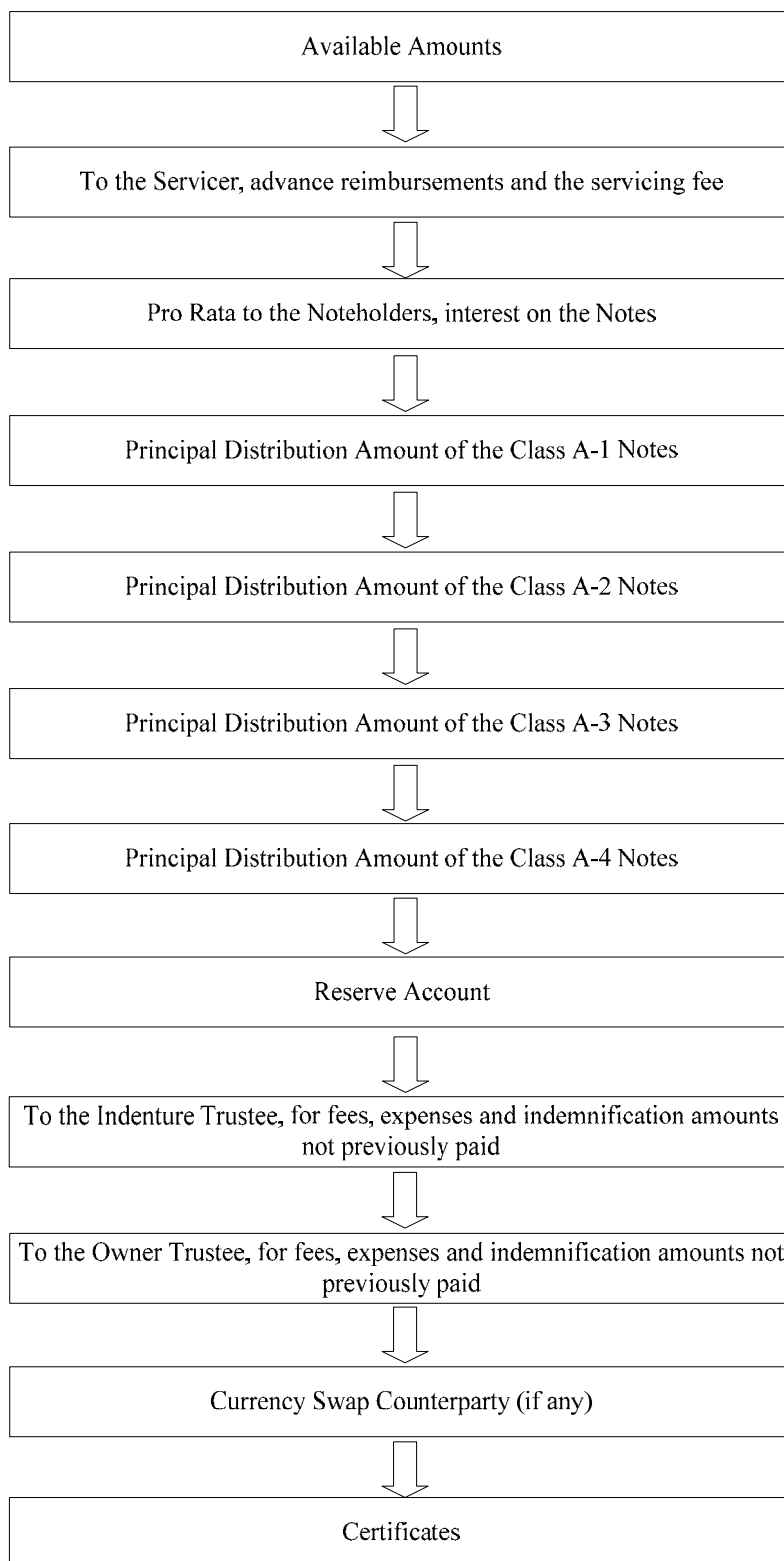 Available Amounts
To the Servicer, advance reimbursements and the servicing fee
Pro Rata to the Noteholders, interest on the Notes
Principal Distribution Amount of the Class A-1 Notes
Principal Distribution Amount of the Class A-2 Notes
Principal Distribution Amount of the Class A-3 Notes
Principal Distribution Amount of the Class A-4 Notes
Reserve Account
To the Indenture Trustee, for fees, expenses and indemnification amounts
not previously paid
To the Owner Trustee, for fees, expenses and indemnification amounts not
previously paid
Currency Swap Counterparty (if any)
Certificates